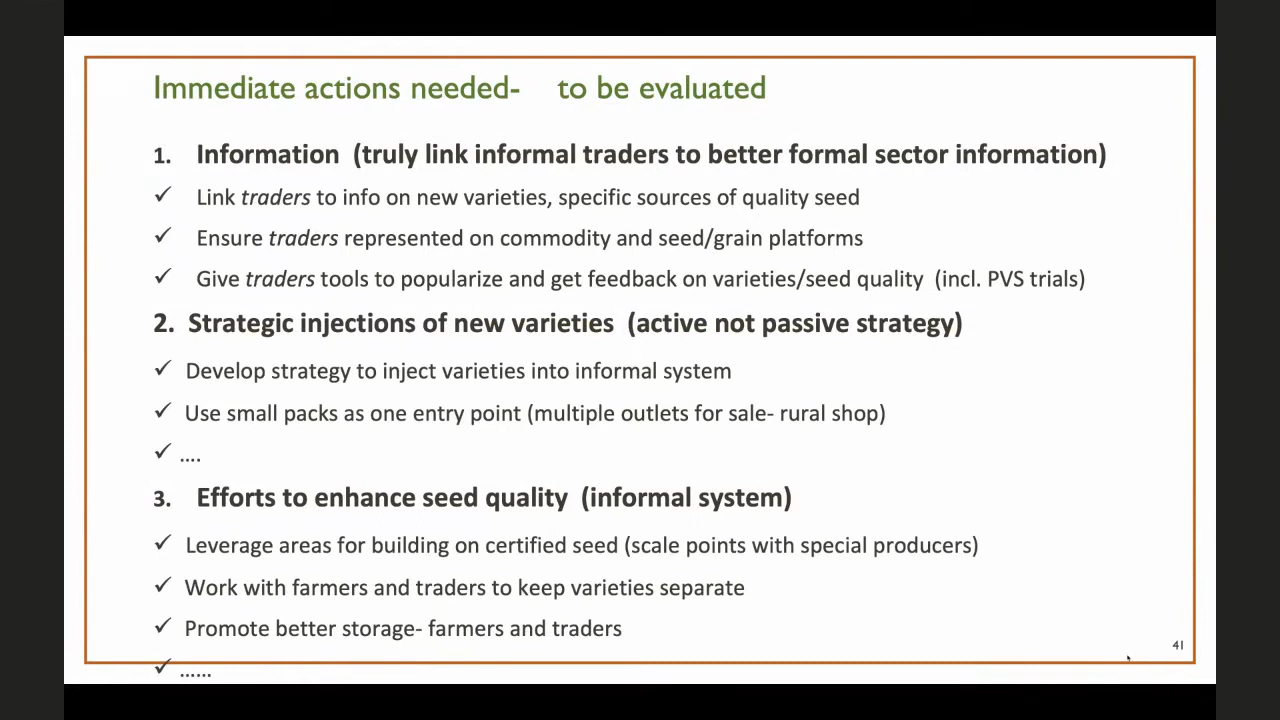 Immediate actions needed- to be evaluated
1. Information (truly link informal traders to better formal sector information)
✓ Link traders to info on new varieties, specific sources of quality seed
✓ Ensure traders represented on commodity and seed/grain platforms
✓ Give traders tools to popularize and get feedback on varieties/seed quality (incl. PVS trials)
2. Strategic injections of new varieties (active not passive strategy)
✓ Develop strategy to inject varieties into informal system
✓ Use small packs as one entry point (multiple outlets for sale- rural shop)
✓ ....
3. Efforts to enhance seed quality (informal system)
✓ Leverage areas for building on certified seed (scale points with special producers)
✓ Work with farmers and traders to keep varieties separate
✓ Promote better storage- farmers and traders
41
✓ ......